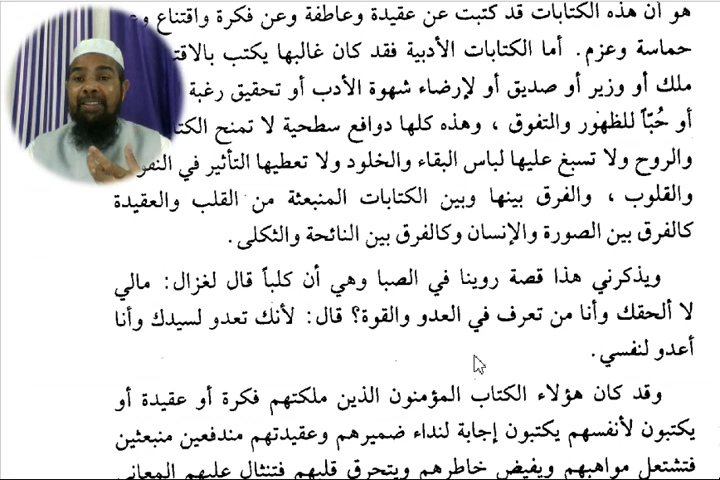 هو أن هذه الكتابات قد كتبت عن عقيدة وعاطفة وعن فكرة واقتناع
حماسة وعزم. أما الكتابات الأدبية فقد كان غالبها يكتب
ملك أو وزير أو صديق أو لإرضاء شهوة الأدب أو تحقيق رغبة
أو حُبّاً للظهور والتفوق ، وهذه كلها دوافع سطحية لا تمنح
والروح ولا تسبغ عليها لباس البقاء والخلود ولا تعطيها التأثير في
والقلوب ، والفرق بينها وبين الكتابات المنبعثة من القلب والعقيدة
كالفرق بين الصورة والإنسان وكالفرق بين النائحة والثكلى.
ويذكرني هذا قصة روينا في الصبا وهي أن كلباً قال لغزال: مالي
لا ألحقك وأنا من تعرف في العدو والقوة؟ قال: لأنك تعدو لسيدك وأنا
أعدو لنفسي.
وقد كان هؤلاء الكتاب المؤمنون الذين ملكتهم فكرة أو عقيدة أو
يكتبون لأنفسهم يكتبون إجابة لنداء ضميرهم وعقيدتهم مندفعين منبعثين
فتشتعل مواهبهم ويفيض خاطرهم ويتحرق قلبهم فتنثال عليهم المعاني